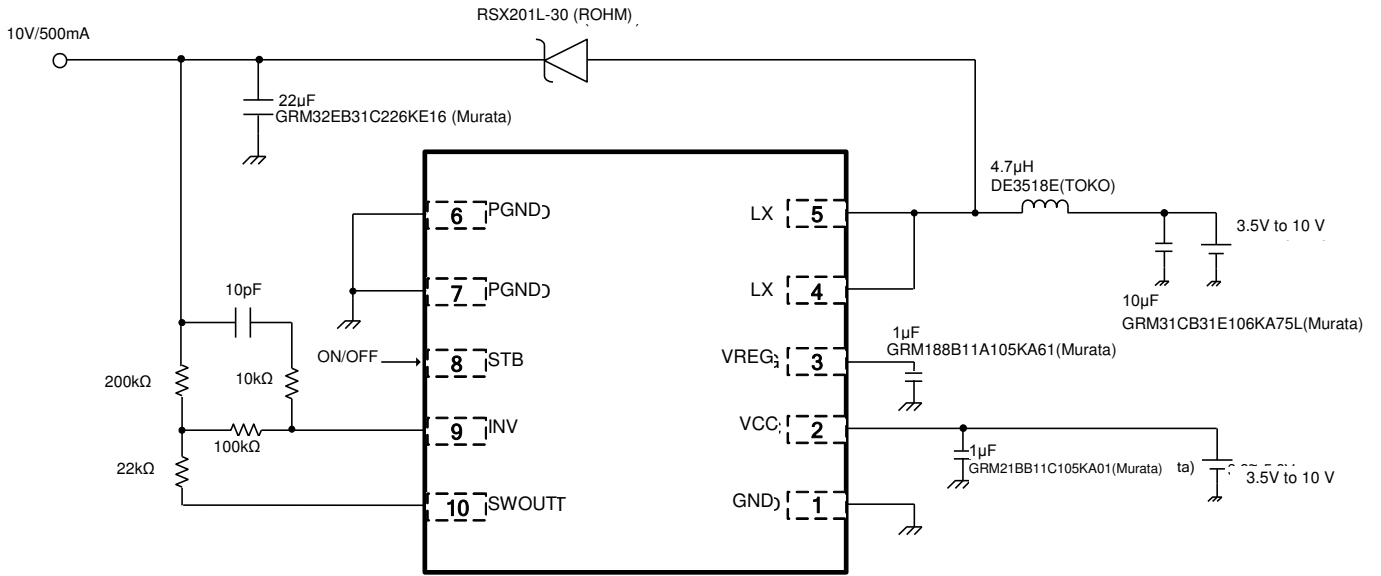 RSX201L-30 (ROHM)
10V/500mA
22µF
GRM32EB31C226KE16 (Murata)
4.7µH
DE3518E(TOKO)
6 PGND
LX 5
3.5V to 10 V
7 PGND
LX 4
10pF
10µF
GRM31CB31E106KA75L(Murata)
1µF
GRM188B11A105KA61(Murata)
ON/OFF
8 STB
VREG 3
200kΩ
10kΩ
9 INV
VCC 2
100kΩ
1µF
GRM21BB11C105KA01(Murata) ta)
22kΩ
3.5V to 10 V
10 SWOUTT
GND 1